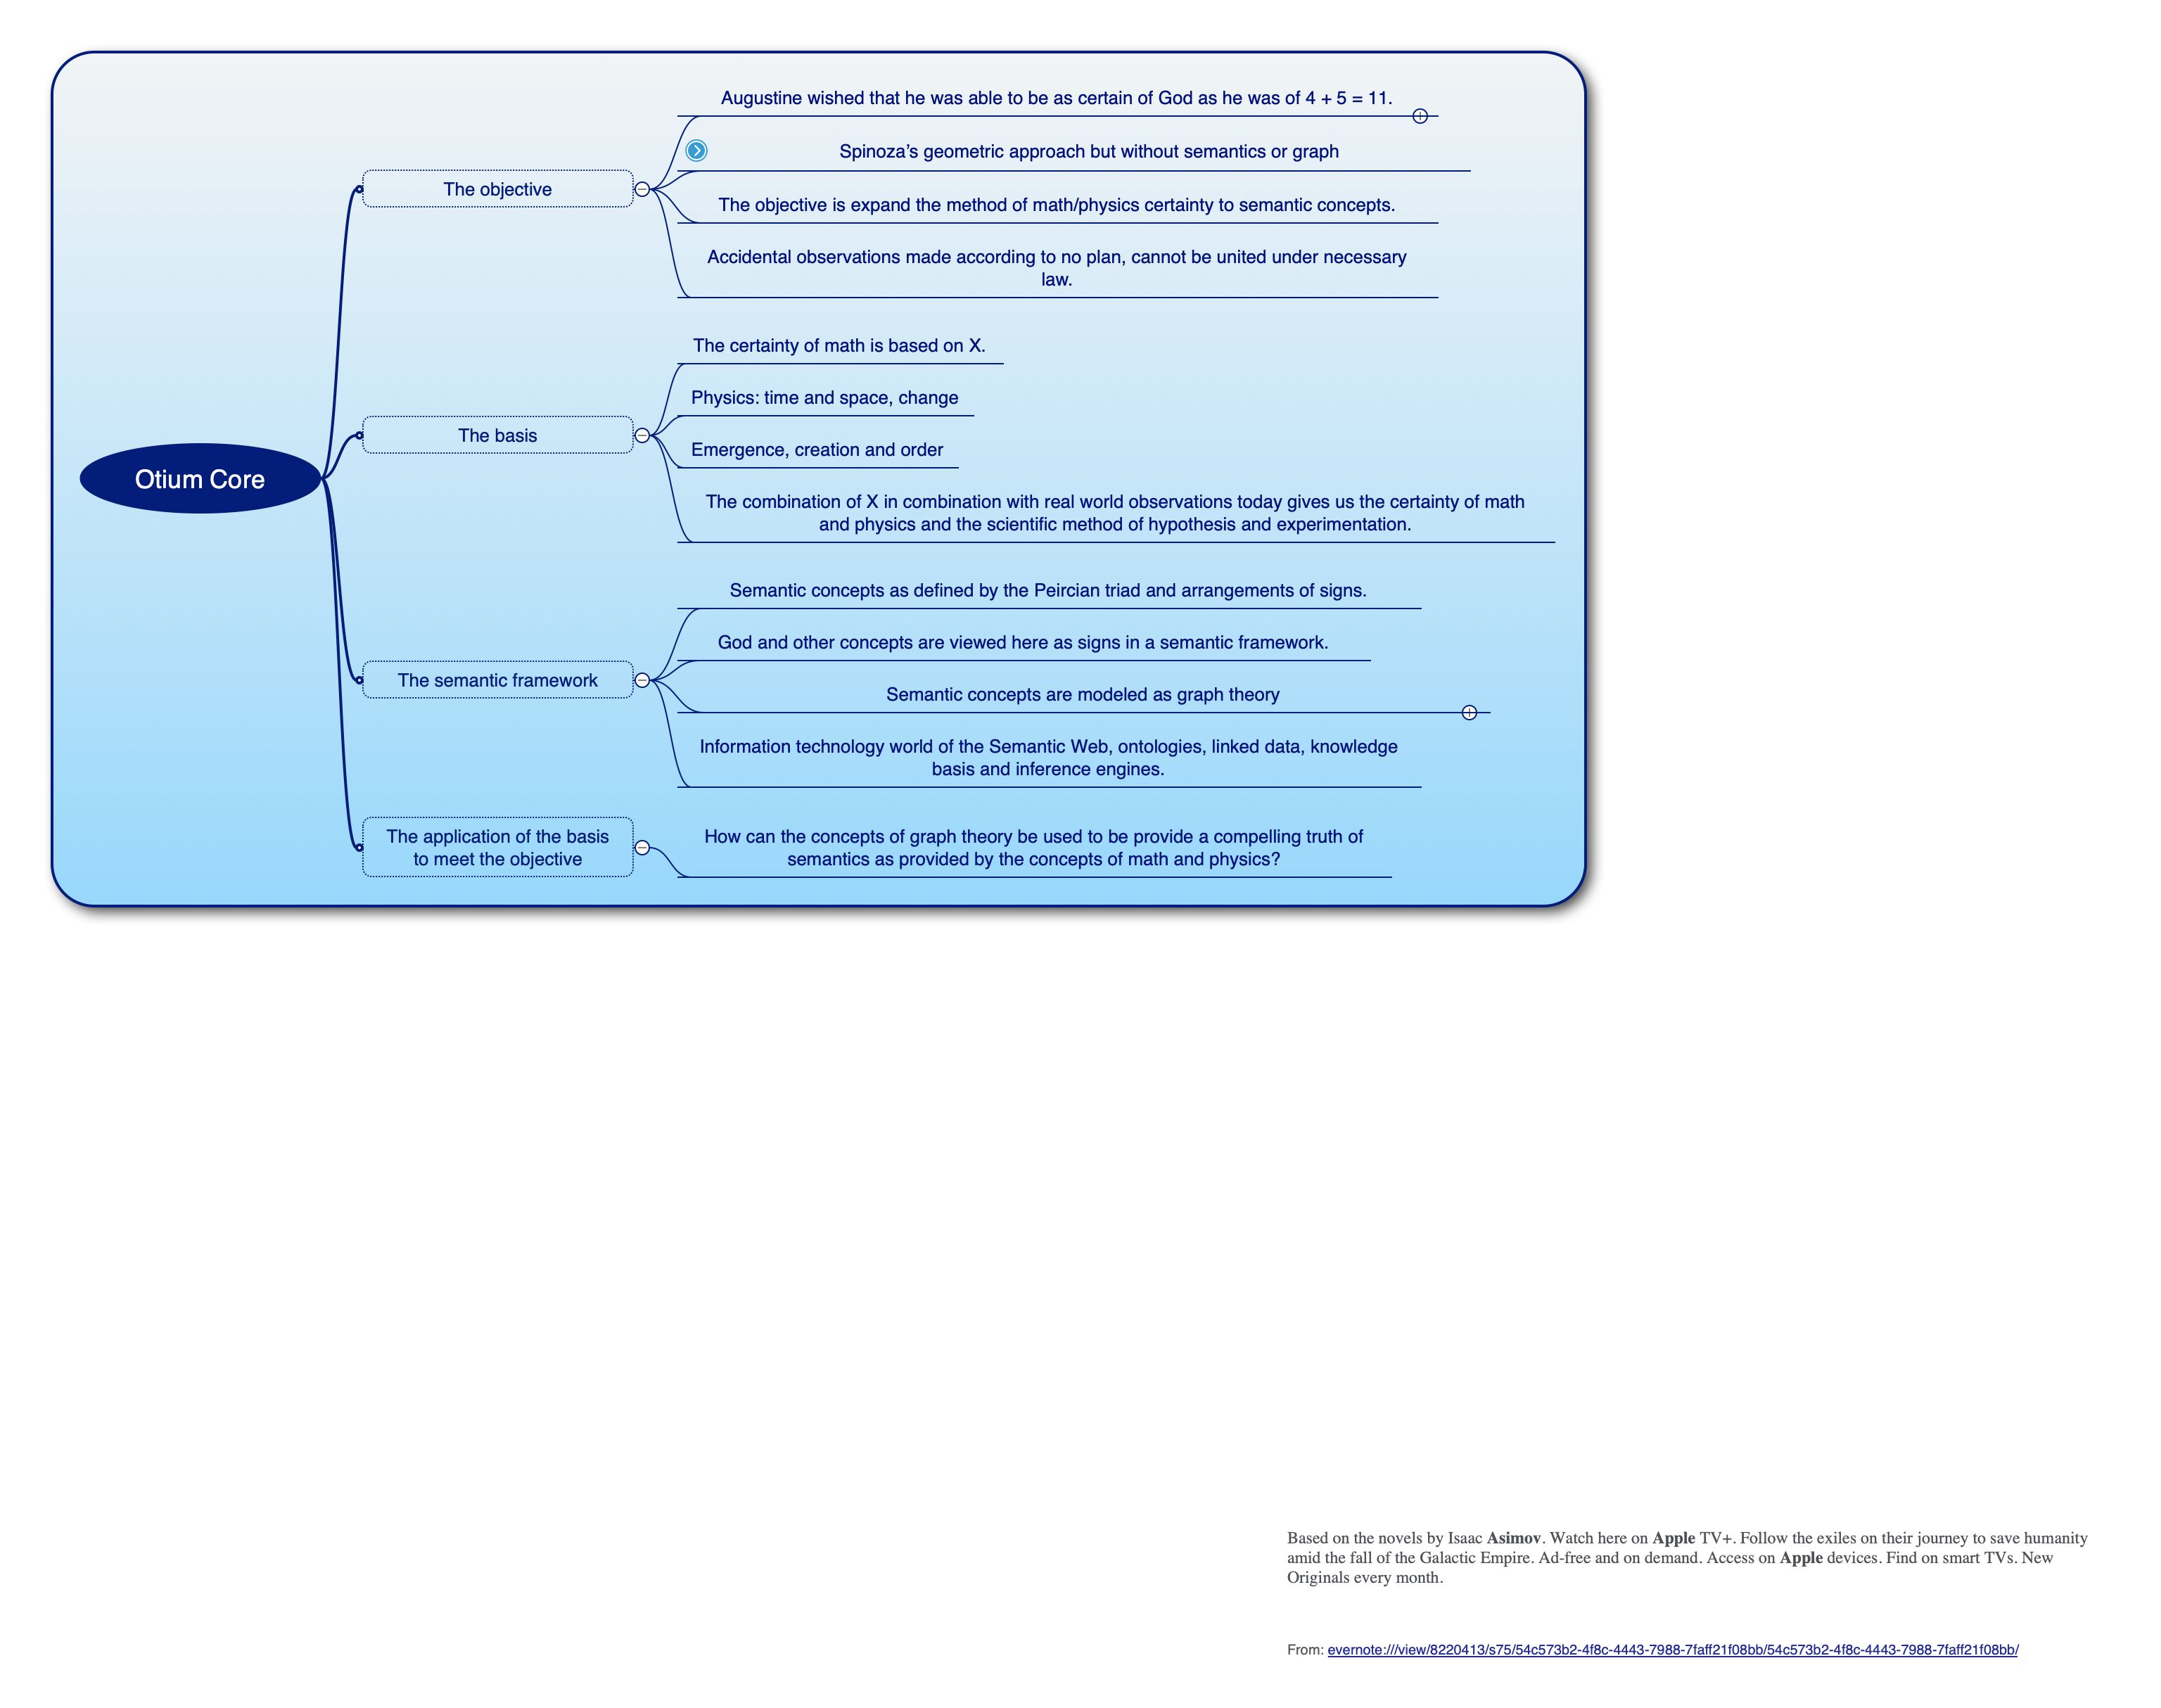 Otium Core
The objective
Augustine wished that he was able to be as certain of God as he was of 4 + 5 = 11.
Spinoza’s geometric approach but without semantics or graph
The objective is expand the method of math/physics certainty to semantic concepts.
Accidental observations made according to no plan, cannot be united under necessary
law.
The basis
The certainty of math is based on X.
Physics: time and space, change
Emergence, creation and order
The combination of X in combination with real world observations today gives us the certainty of math
and physics and the scientific method of hypothesis and experimentation.
The semantic framework
Semantic concepts as defined by the Peircian triad and arrangements of signs.
God and other concepts are viewed here as signs in a semantic framework.
Semantic concepts are modeled as graph theory
Information technology world of the Semantic Web, ontologies, linked data, knowledge
basis and inference engines.
The application of the basis
to meet the objective
How can the concepts of graph theory be used to be provide a compelling truth of
semantics as provided by the concepts of math and physics?
Based on the novels by Isaac Asimov. Watch here on Apple TV+. Follow the exiles on their journey to save humanity
amid the fall of the Galactic Empire. Ad-free and on demand. Access on Apple devices. Find on smart TVs. New
Originals every month.
From: evernote:///view/8220413/s75/54c573b2-4f8c-4443-7988-7faff21f08bb/54c573b2-4f8c-4443-7988-7faff21f08bb/